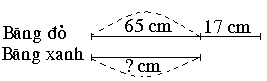 65 cm 17 cm
Băng đỏ
Băng xanh
? cm